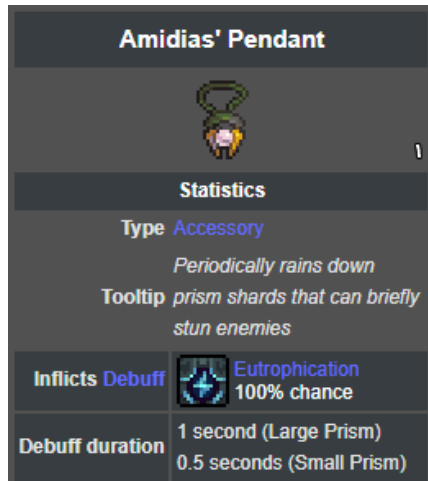 Amidias' Pendant
1
Statistics
Type Accessory
Periodically rains down
Tooltip prism shards that can briefly
stun enemies
Inflicts Debuff Eutrophication
100% chance
Debuff duration 1 second (Large Prism)
0.5 seconds (Small Prism)